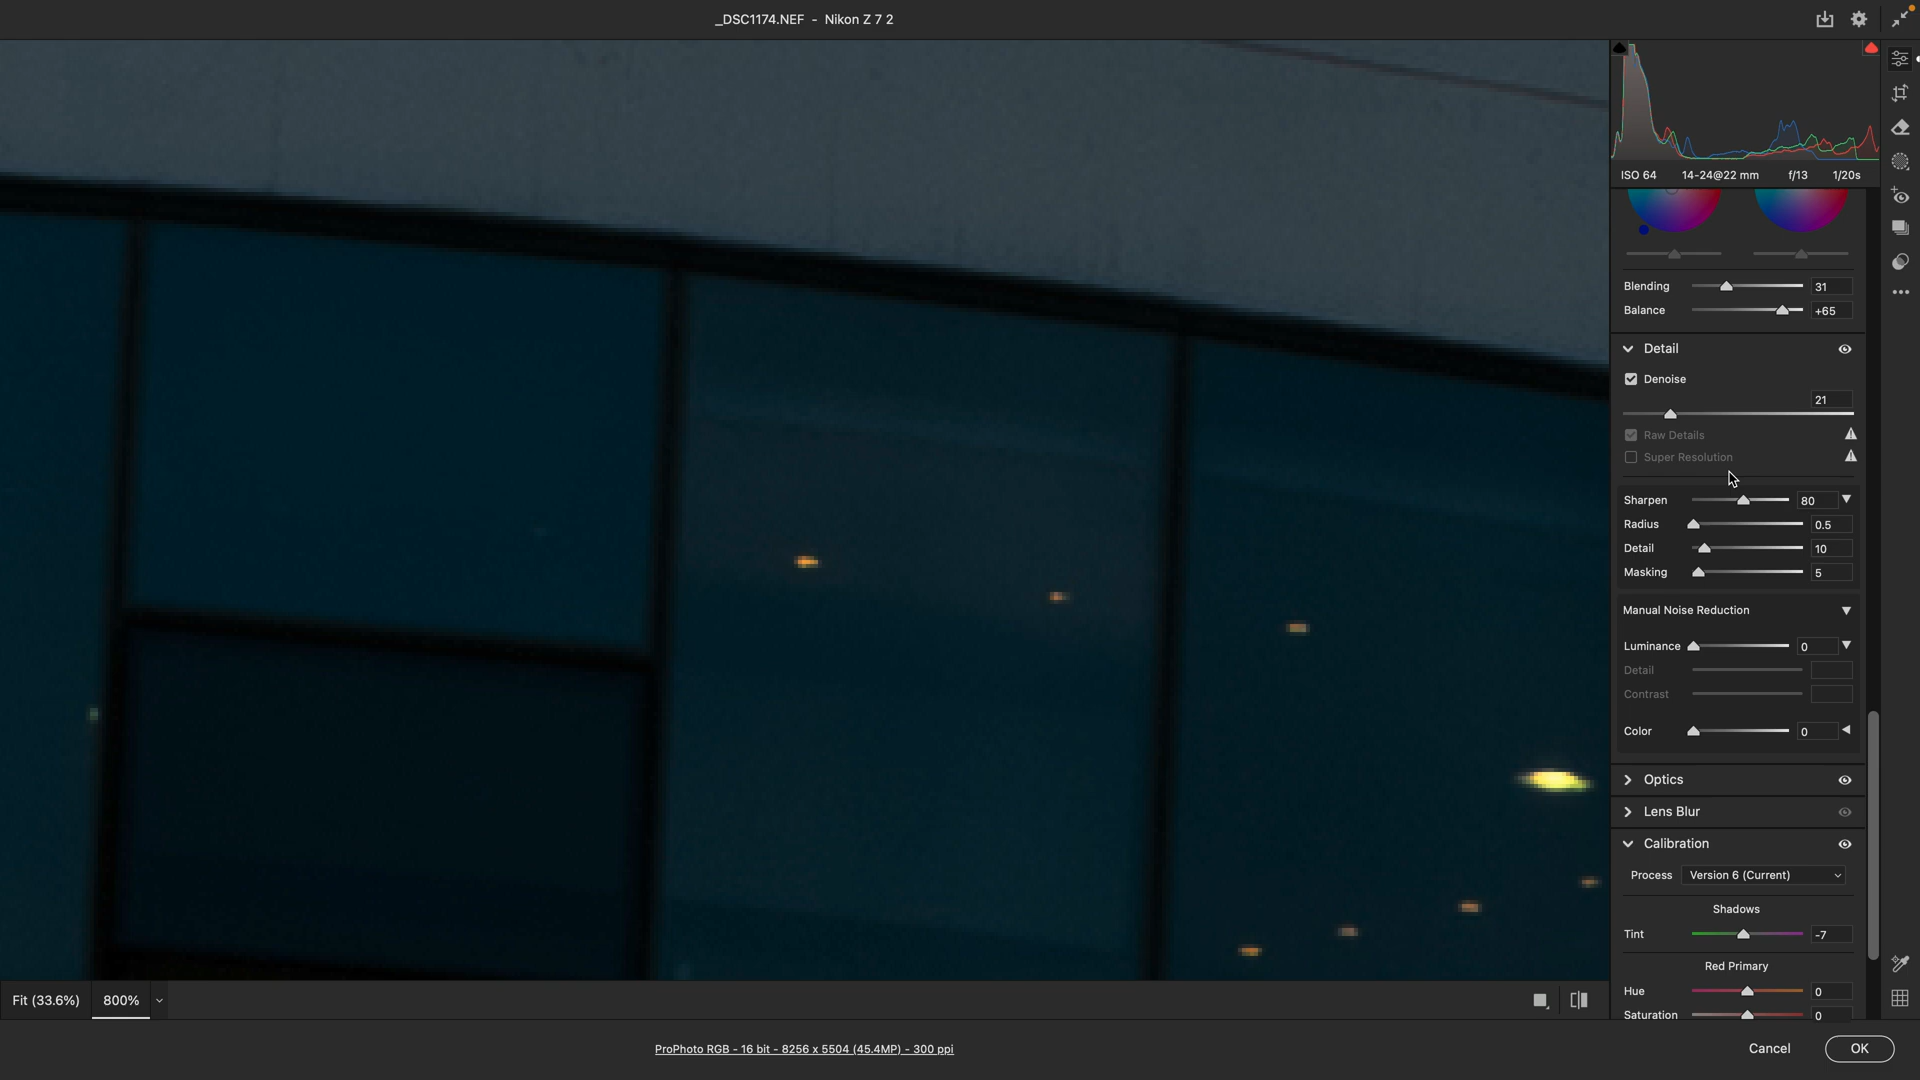 _DSC1174.NEF - Nikon Z 7 2
ISO 64 14-24@22 mm f/13 1/20s
Blending 31
Balance +65
Detail
Denoise
21
Raw Details
Super Resolution
Sharpen 80
Radius 0.5
Detail 10
Masking 5
Manual Noise Reduction
Luminance 0
Detail
Contrast
Color 0
Optics
Lens Blur
Calibration
Process Version 6 (Current)
Shadows
Tint -7
Red Primary
Hue 0
Saturation 0
Fit (33.6%) 800%
ProPhoto RGB - 16 bit - 8256 x 5504 (45.4MP) - 300 ppi
Cancel OK